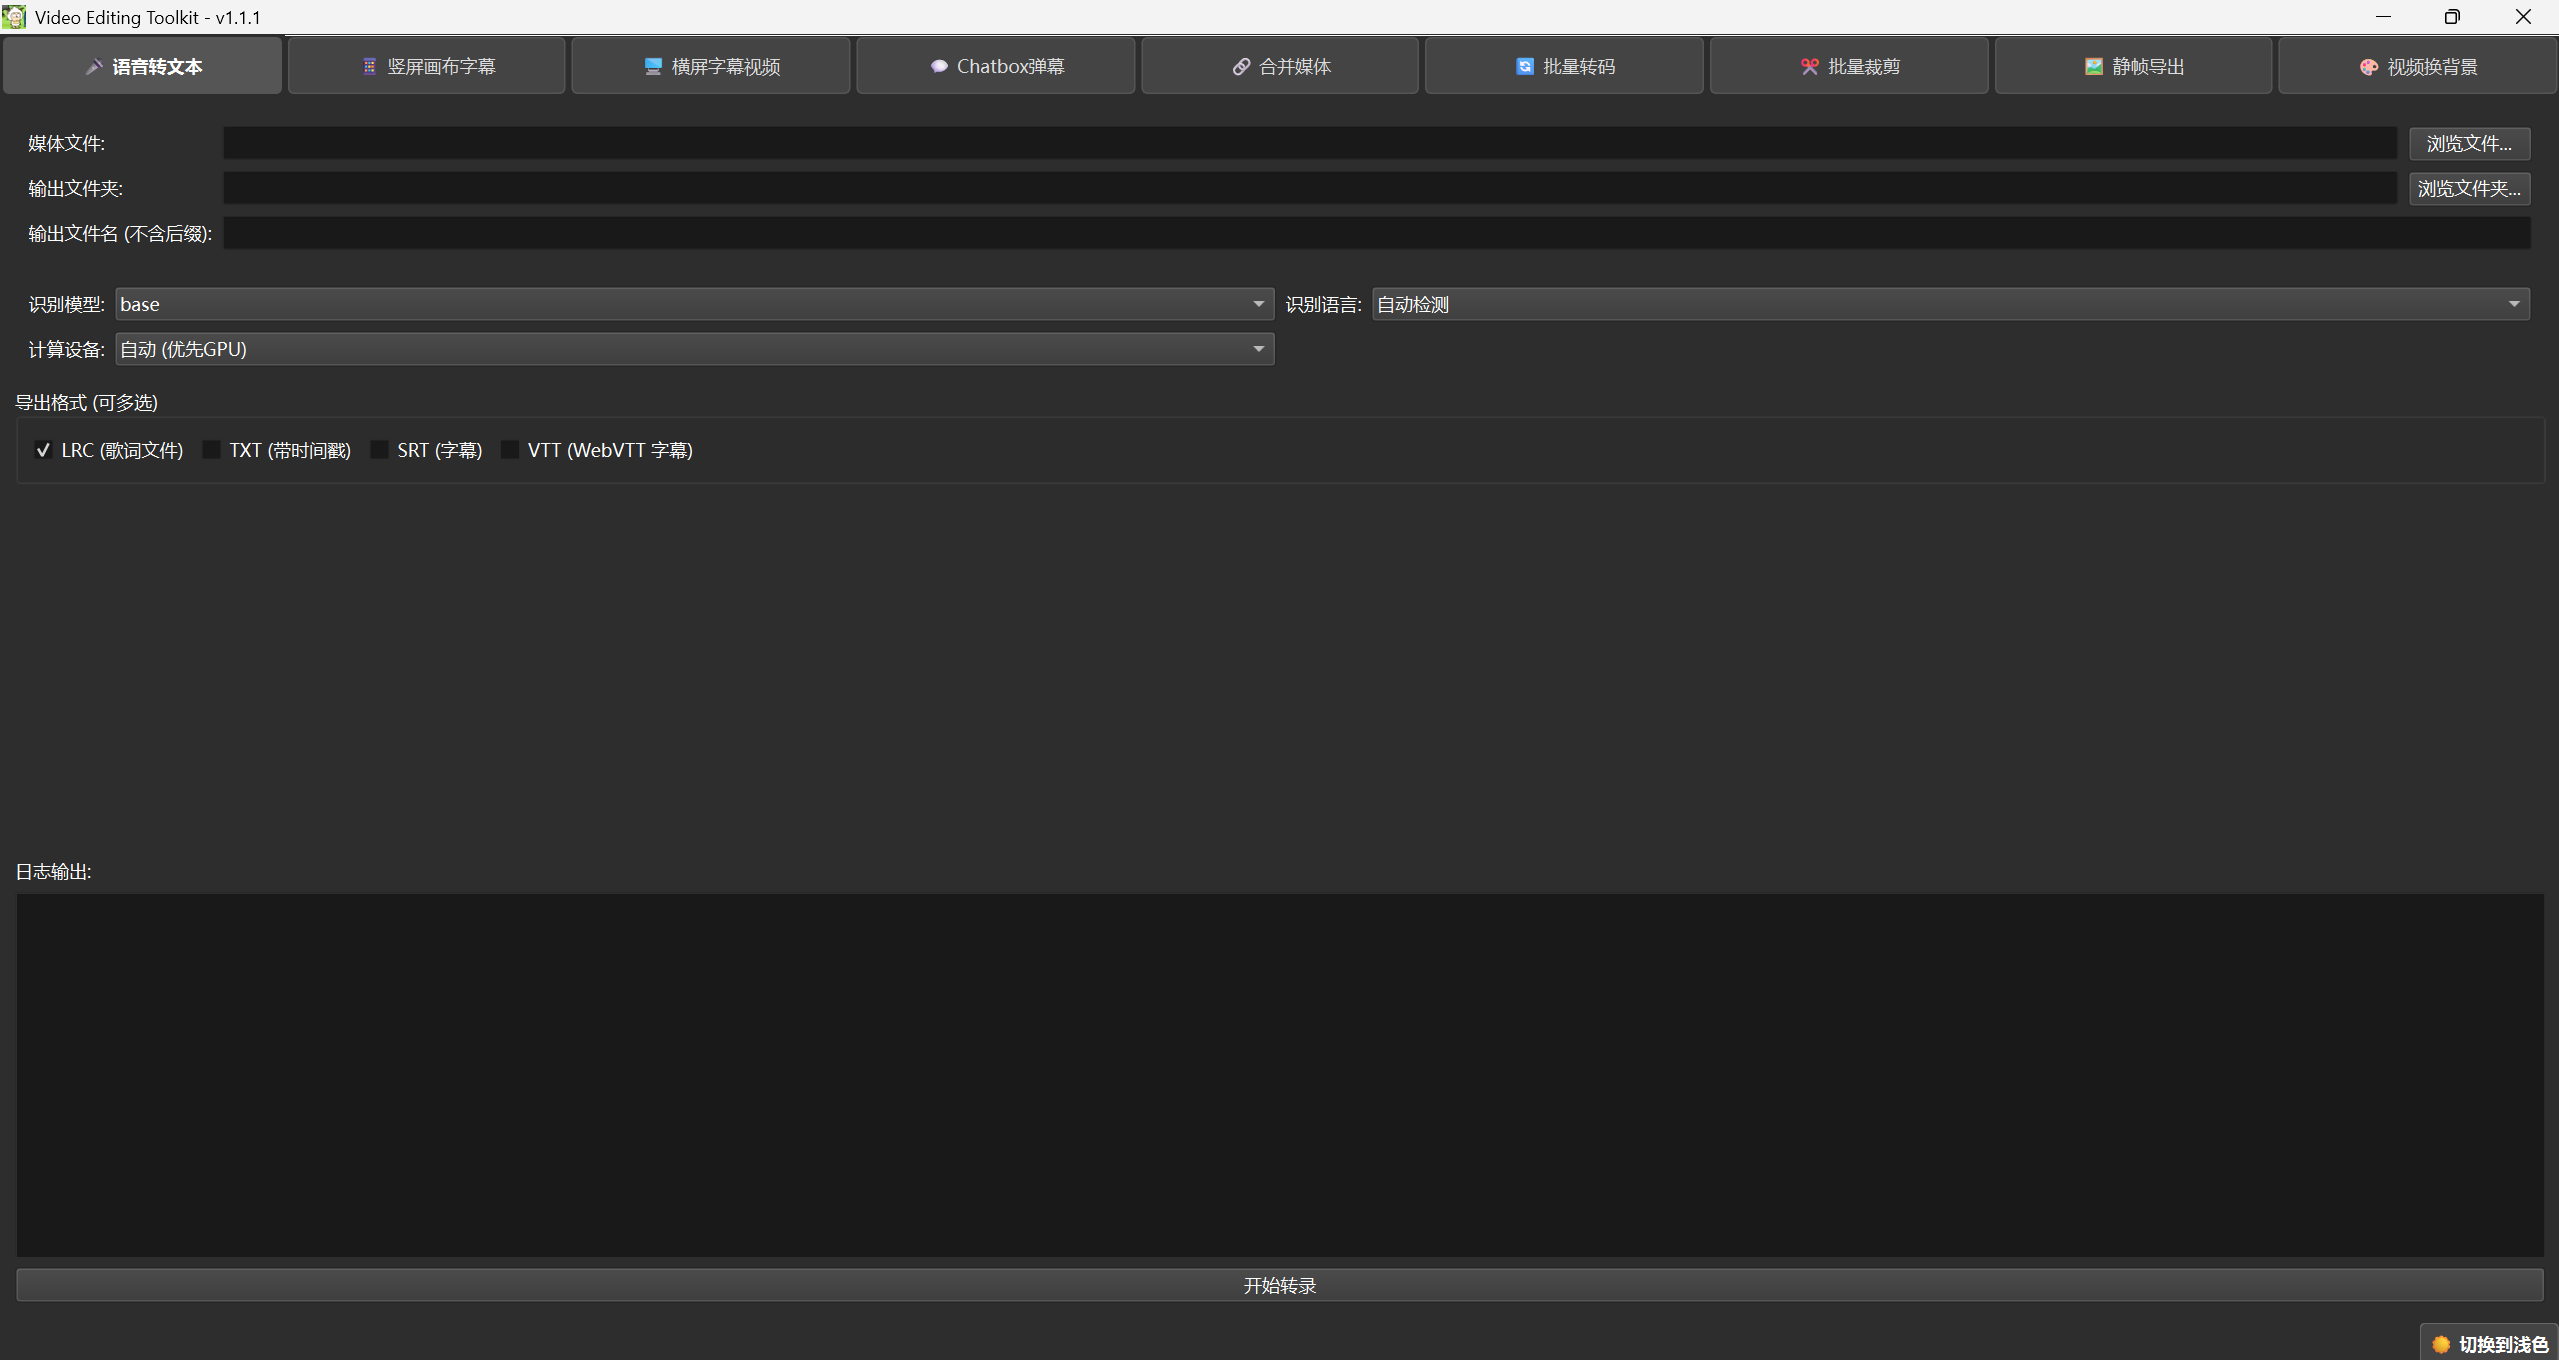 Video Editing Toolkit - v1.1.1
语音转文本 竖屏画布字幕 横屏字幕视频 Chatbox弹幕 合并媒体 批量转码 批量裁剪 静帧导出 视频换背景
媒体文件: 浏览文件...
输出文件夹: 浏览文件夹...
输出文件名 (不含后缀):
识别模型: base 识别语言: 自动检测
计算设备: 自动 (优先GPU)
导出格式 (可多选)
LRC (歌词文件) TXT (带时间戳) SRT (字幕) VTT (WebVTT 字幕)
日志输出:
开始转录
切换到浅色